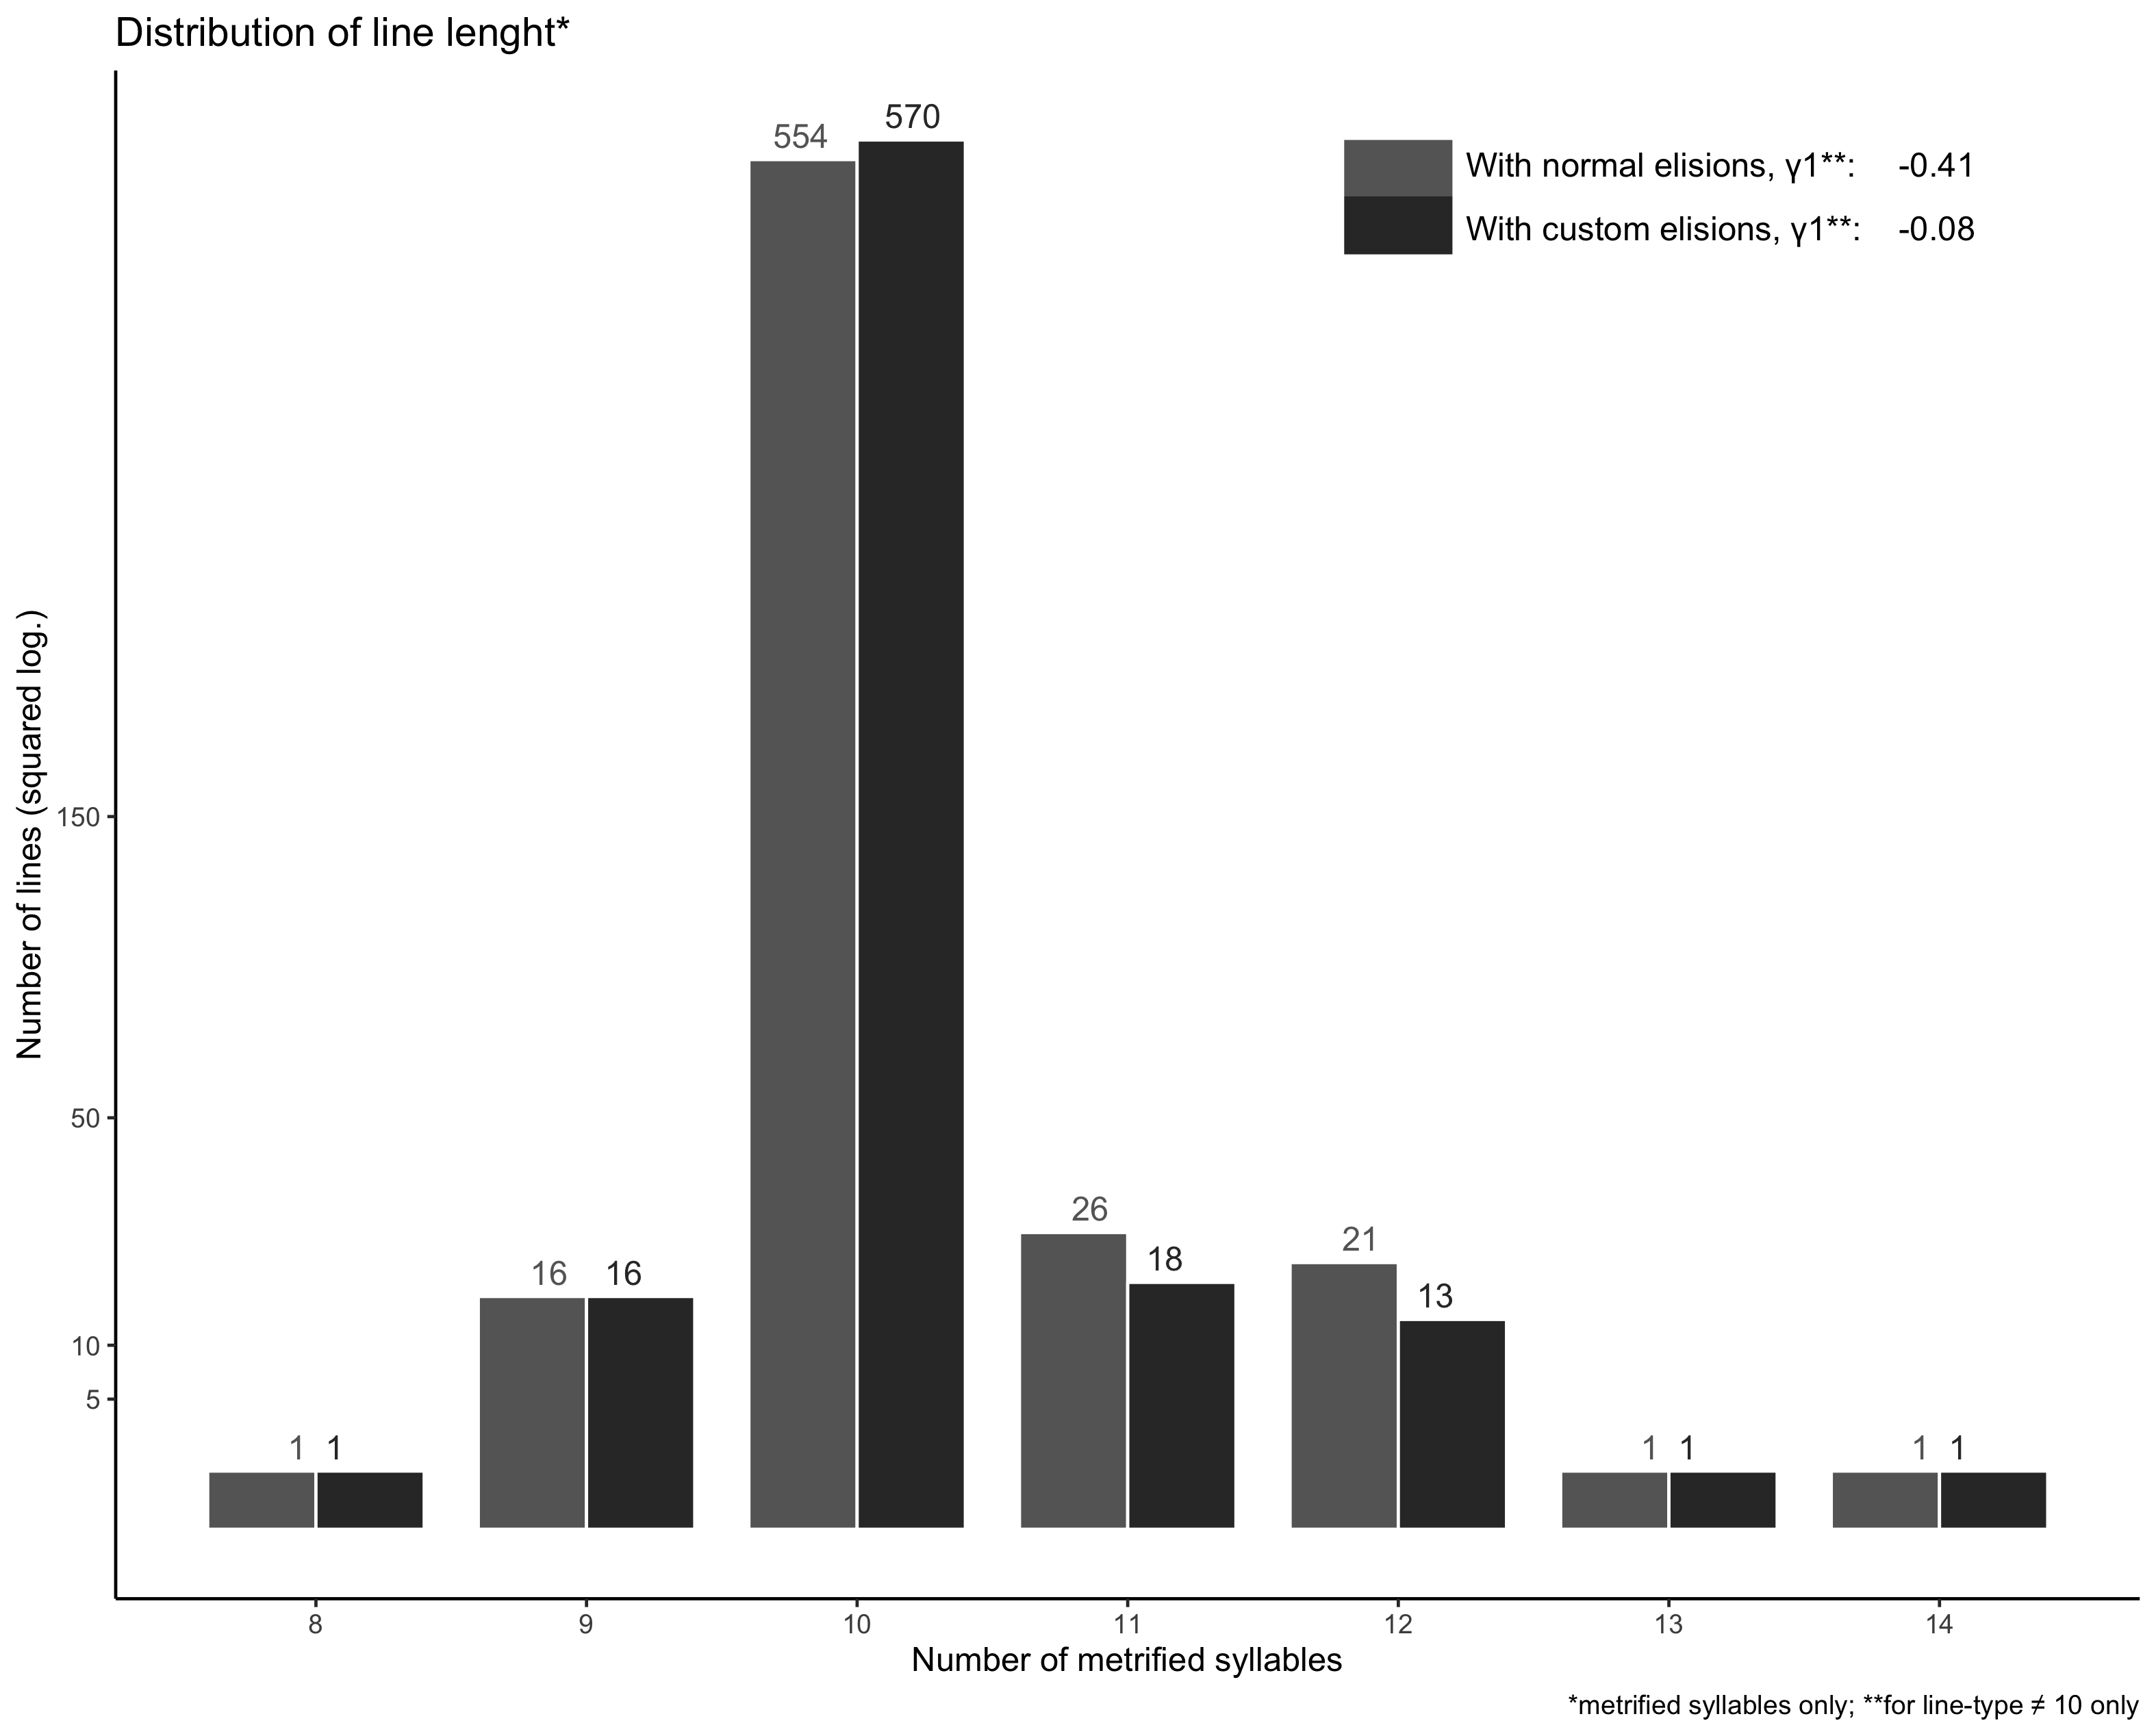 Distribution of line lenght*
554
570
With normal elisions, γ1**: -0.41
With custom elisions, γ1**: -0.08
Number of lines (squared log.)
150
50
10
5
1 1
16 16
26
18
21
13
1 1
1 1
8 9 10 11 12 13 14
Number of metrified syllables
*metrified syllables only; **for line-type ≠ 10 only